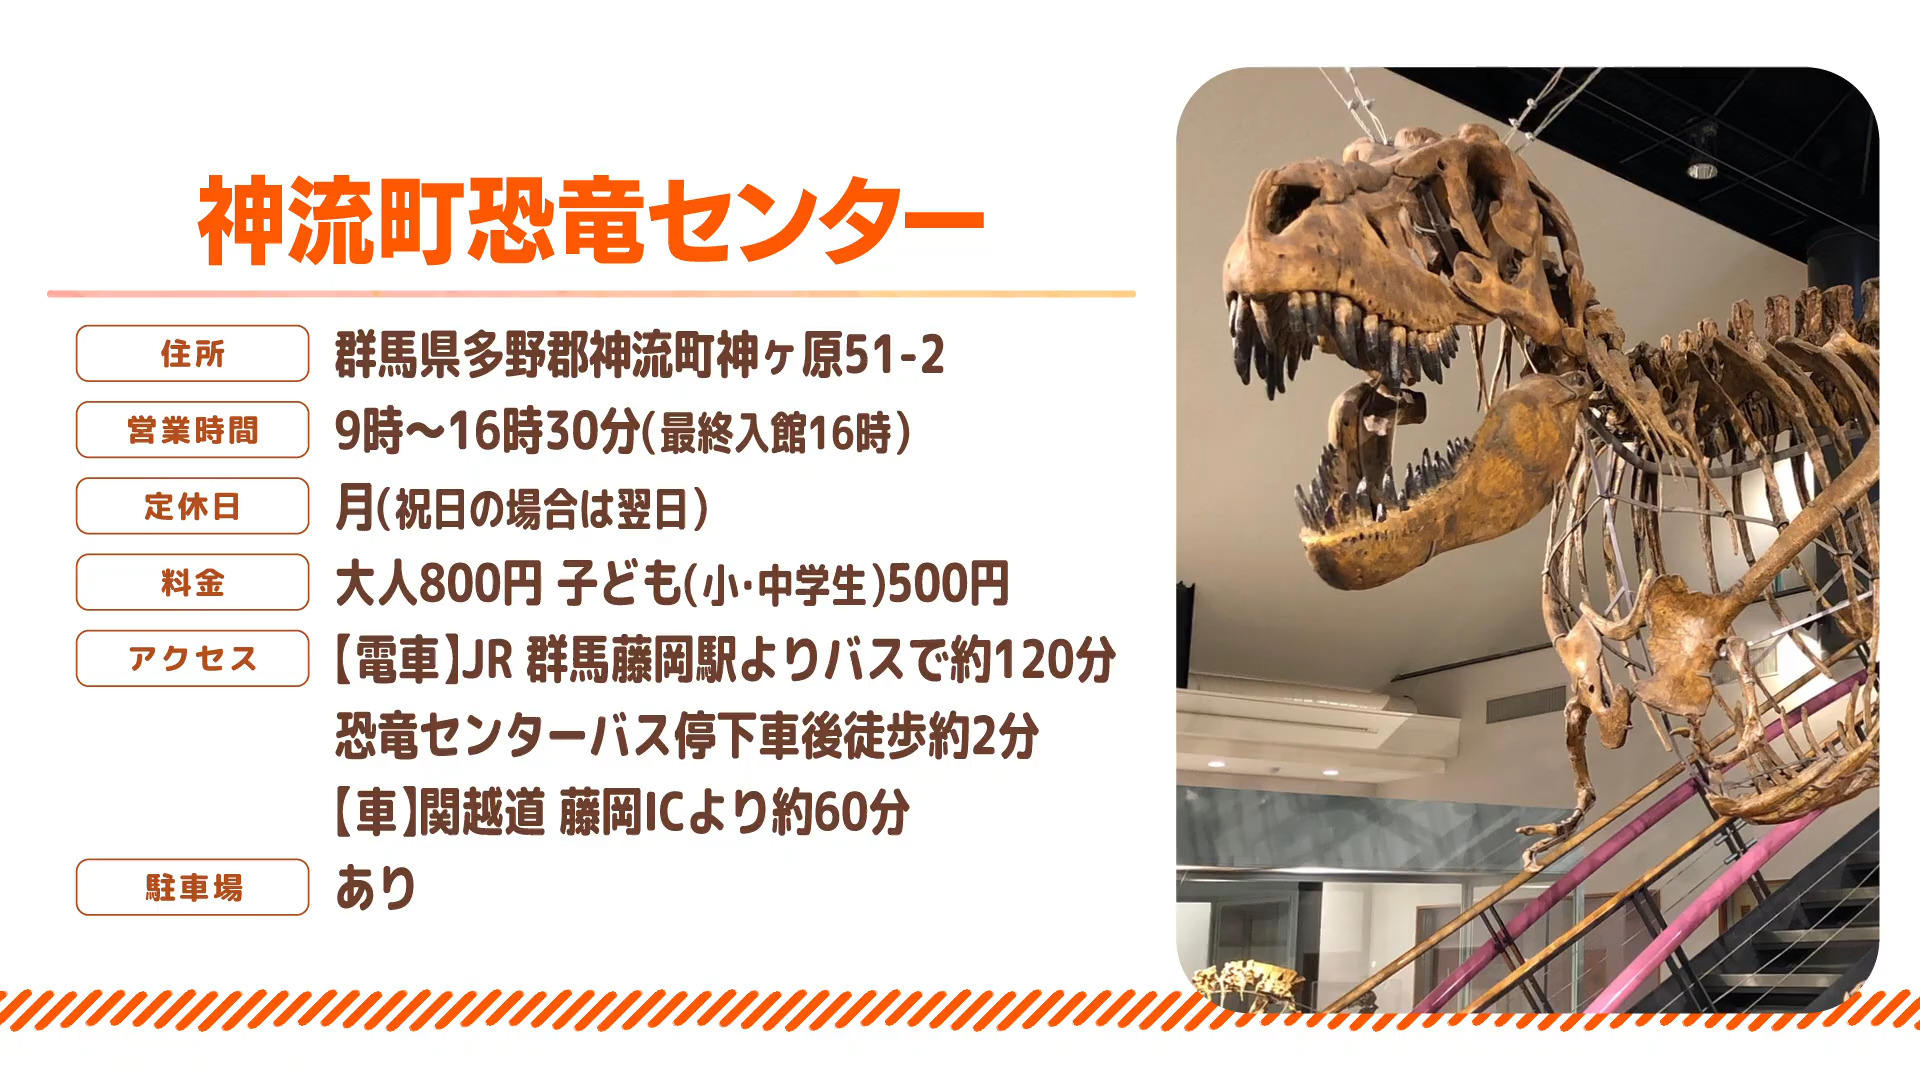 神流町恐竜センター
住所 群馬県多野郡神流町神ヶ原51-2
営業時間 9時～16時30分(最終入館16時)
定休日 月(祝日の場合は翌日)
料金 大人800円 子ども(小・中学生)500円
アクセス 【電車】JR 群馬藤岡駅よりバスで約120分
恐竜センターバス停下車後徒歩約2分
【車】関越道 藤岡ICより約60分
駐車場 あり